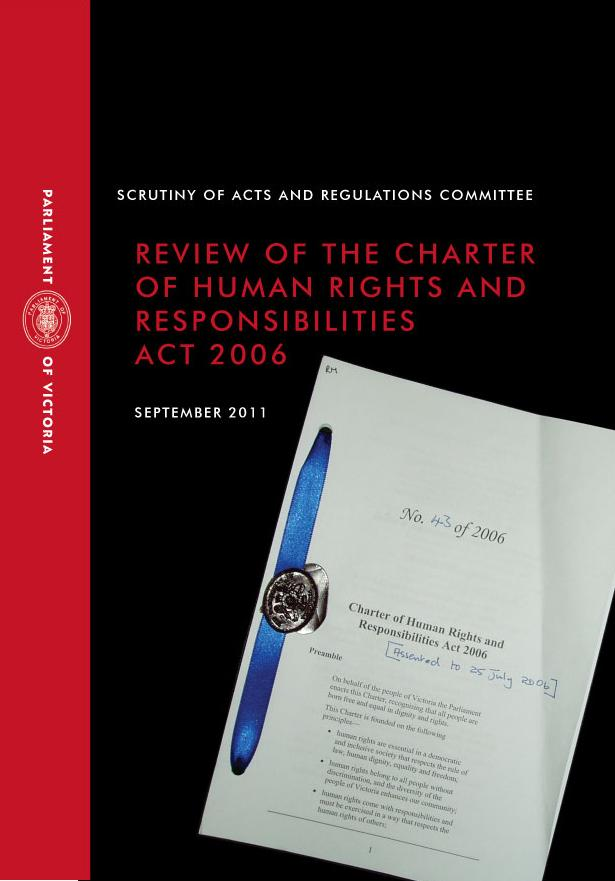 SCRUTINY OF ACTS AND REGULATIONS COMMITTEE
REVIEW OF THE CHARTER
OF HUMAN RIGHTS AND
RESPONSIBILITIES
ACT 2006
SEPTEMBER 2011
PARLIAMENT OF VICTORIA
PARLIAMENT OF
VICTORIA
RM
No. 43 of 2006
Charter of Human Rights and
Responsibilities Act 2006
[Assented to 25 July 2006]
Preamble
On behalf of the people of Victoria the Parliament
enacts this Charter, recognising that all people are
born free and equal in dignity and rights.
This Charter is founded on the following
principles—
• human rights are essential in a democratic
and inclusive society that respects the rule of
law, human dignity, equality and freedom;
• human rights belong to all people without
discrimination, and the diversity of the
people of Victoria enhances our community;
• human rights come with responsibilities and
must be exercised in a way that respects the
human rights of others;
1